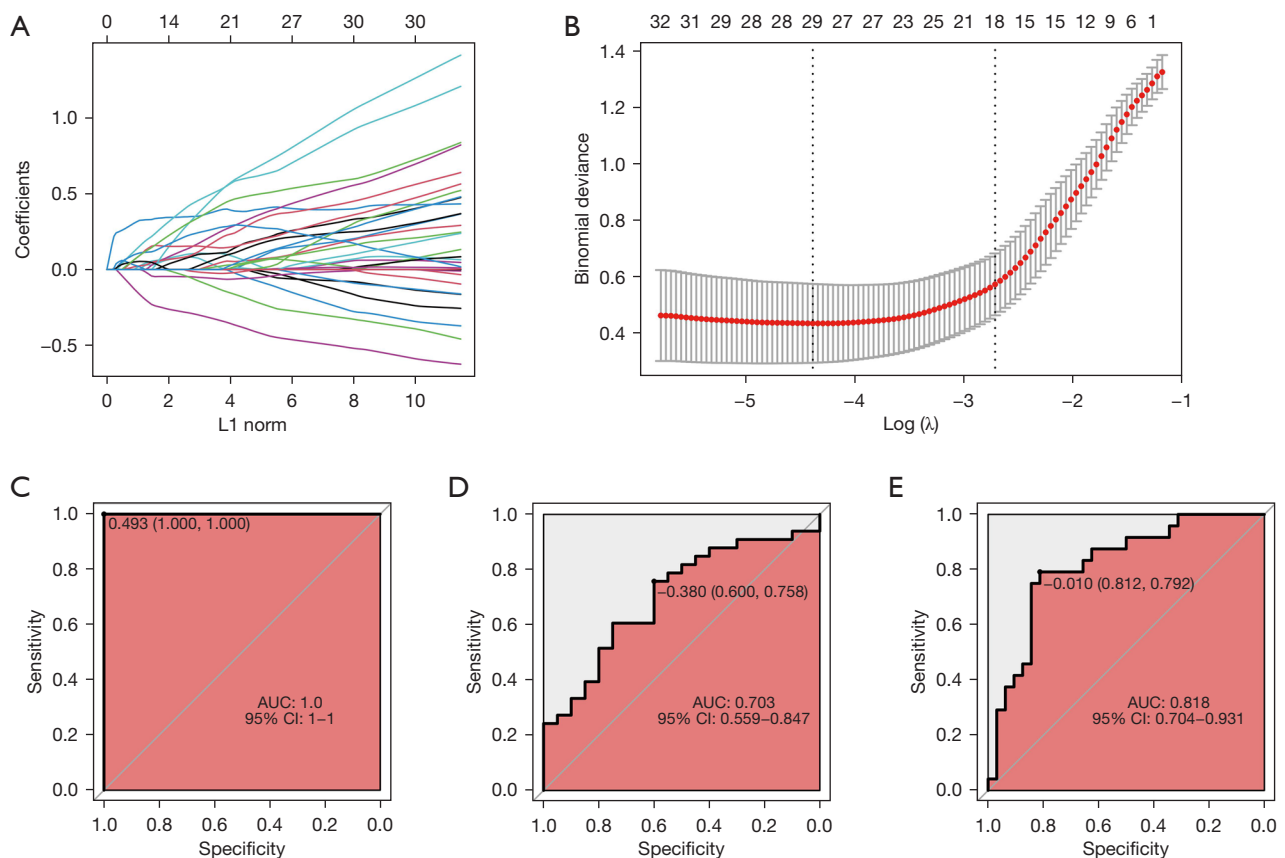 A
0 14 21 27 30 30
1.0
0.5
0.0
−0.5
Coefficients
0 2 4 6 8 10
L1 norm
B
32 31 29 28 28 29 27 27 23 25 21 18 15 15 12 9 6 1
1.4
1.2
1.0
0.8
0.6
0.4
Binomial deviance
−5 −4 −3 −2 −1
Log (λ)
C
1.0
0.8
0.6
0.4
0.2
0.0
Sensitivity
0.493 (1.000, 1.000)
AUC: 1.0
95% CI: 1–1
1.0 0.8 0.6 0.4 0.2 0.0
Specificity
D
1.0
0.8
0.6
0.4
0.2
0.0
Sensitivity
−0.380 (0.600, 0.758)
AUC: 0.703
95% CI: 0.559–0.847
1.0 0.8 0.6 0.4 0.2 0.0
Specificity
E
1.0
0.8
0.6
0.4
0.2
0.0
Sensitivity
−0.010 (0.812, 0.792)
AUC: 0.818
95% CI: 0.704–0.931
1.0 0.8 0.6 0.4 0.2 0.0
Specificity